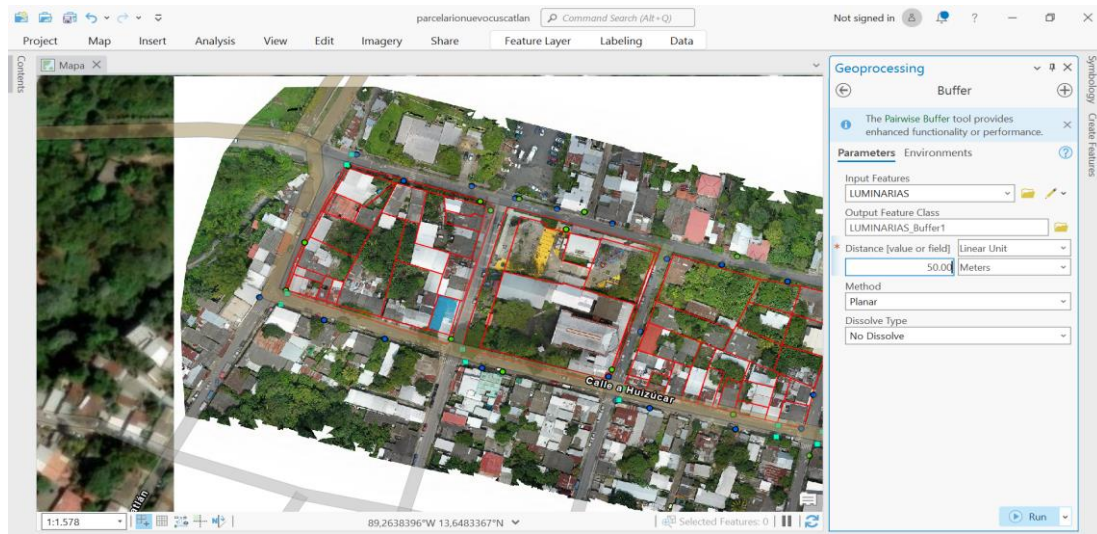 parcelarionuevocuscatlan
Command Search (Alt+Q)
Not signed in
?
Project Map Insert Analysis View Edit Imagery Share Feature Layer Labeling Data
Contents
Mapa
Calle a Huizúcar
atlán
1:1.578
89,2638396°W 13,6483367°N
Selected Features: 0
Geoprocessing
Buffer
The Pairwise Buffer tool provides
enhanced functionality or performance.
Parameters Environments
?
Input Features
LUMINARIAS
Output Feature Class
LUMINARIAS_Buffer1
* Distance [value or field] Linear Unit
50.00 Meters
Method
Planar
Dissolve Type
No Dissolve
Run
Symbology
Create Features